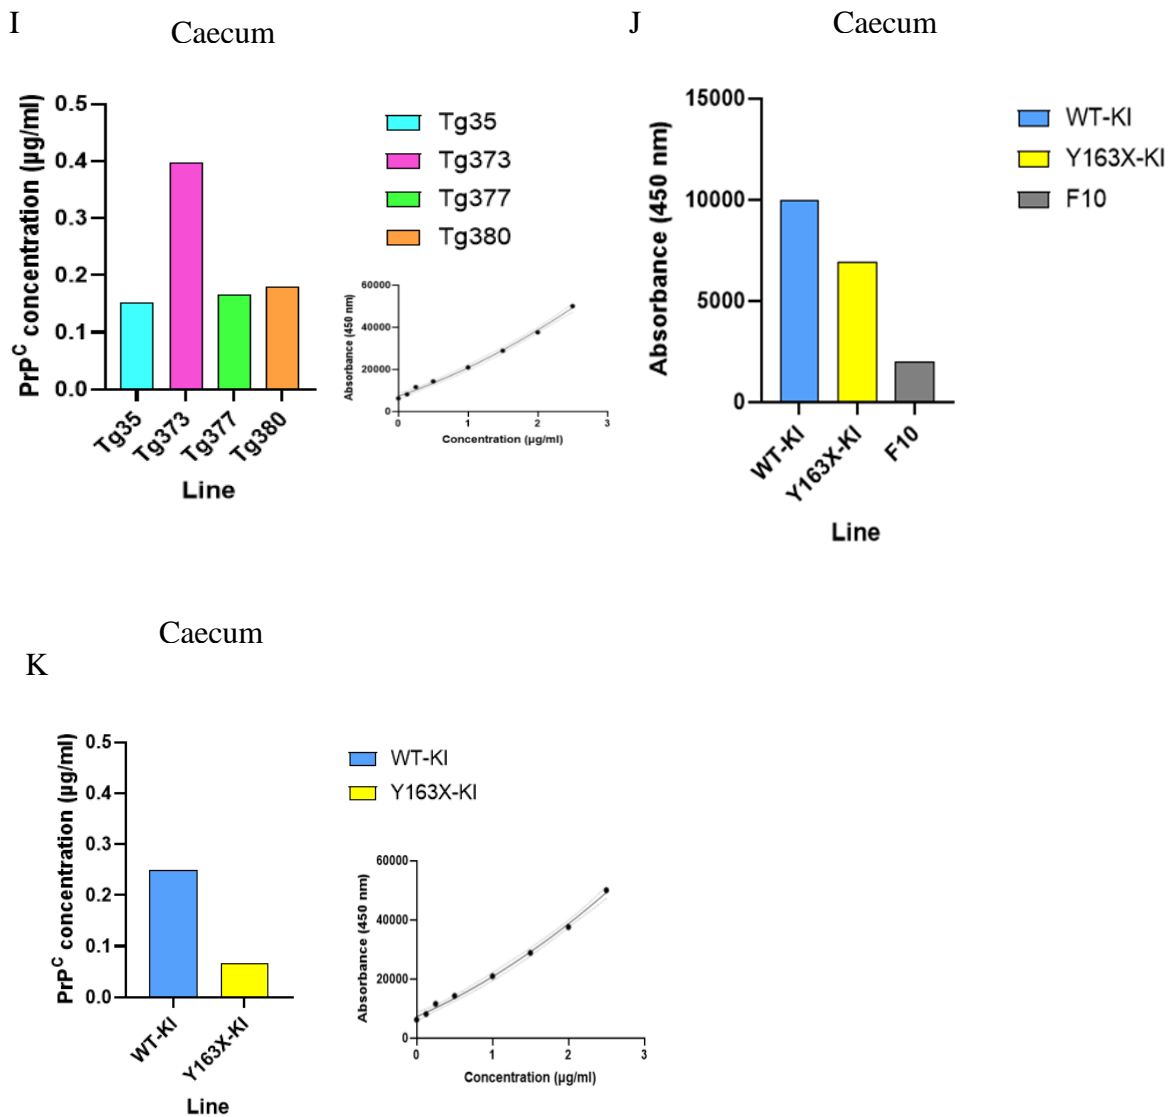 I
Caecum
PrP^C concentration (µg/ml)
0.5
0.4
0.3
0.2
0.1
0.0
Tg35
Tg373
Tg377
Tg380
Line
Tg35
Tg373
Tg377
Tg380
Absorbance (450 nm)
60000
40000
20000
0
0 1 2 3
Concentration (µg/ml)
J
Caecum
Absorbance (450 nm)
15000
10000
5000
0
WT-KI
Y163X-KI
F10
Line
WT-KI
Y163X-KI
F10
Caecum
K
PrP^C concentration (µg/ml)
0.5
0.4
0.3
0.2
0.1
0.0
WT-KI
Y163X-KI
Line
WT-KI
Y163X-KI
Absorbance (450 nm)
60000
40000
20000
0
0 1 2 3
Concentration (µg/ml)